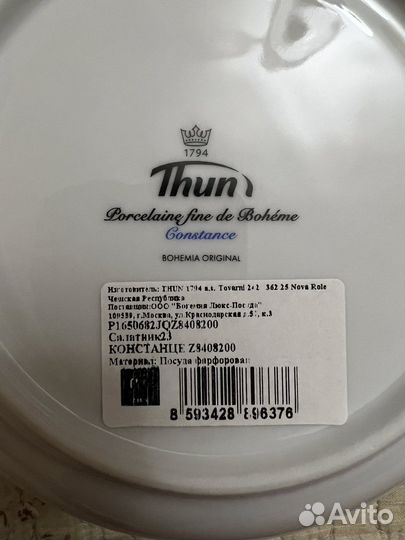 1794
Thun
Porcelaine fine de Bohéme
Constance
BOHEMIA ORIGINAL
Изготовитель: THUN 1794 a.s. Tovarni 242 362 25 Nova Role
Чешская Республика
Поставщик:ООО "Богемия Люкс-Посуда"
109559, г.Москва, ул.Краснодарская д.57, к.3
P1650682JQZ8408200
Салатник23
КОНСТАНЦЕ Z8408200
Материал: Посуда фарфоровая
8 593428 896376
Avito